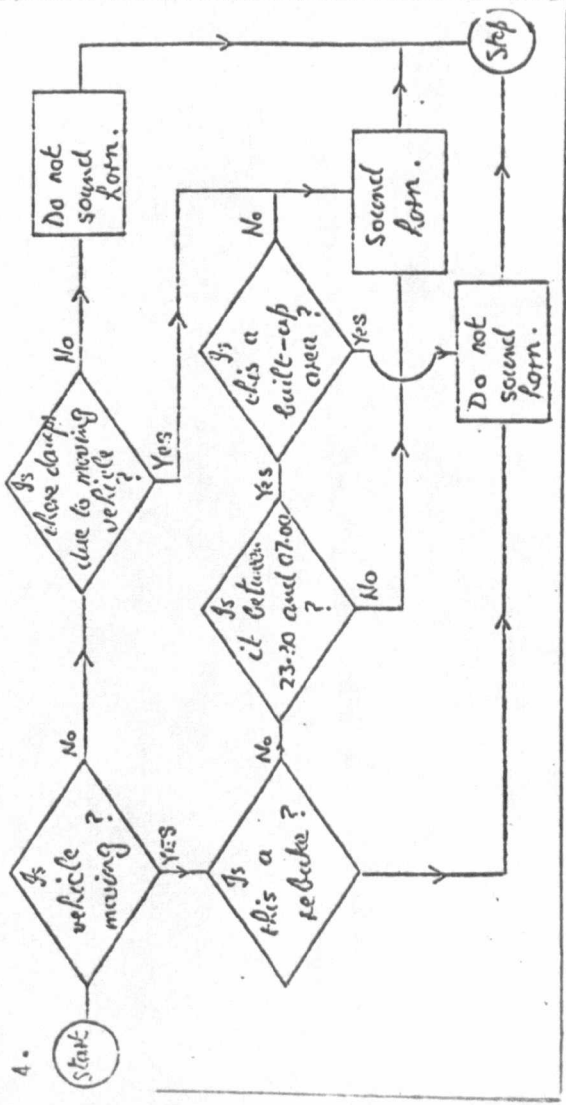 4.
Start
Is
vehicle
moving ?
No
YES
Is
there danger
due to moving
vehicle
?
No
Yes
Do not
sound
horn.
Is
this a
rebuke ?
No
Is
it between
23.30 and 07.00
?
Yes
No
Is
this a
built-up
area ?
No
Yes
Sound
horn.
Do not
sound
horn.
Stop